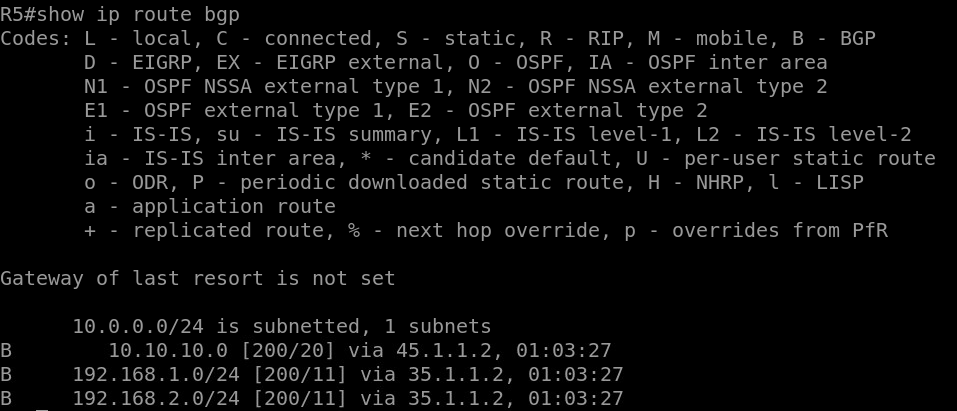 R5#show ip route bgp
Codes: L - local, C - connected, S - static, R - RIP, M - mobile, B - BGP
       D - EIGRP, EX - EIGRP external, O - OSPF, IA - OSPF inter area
       N1 - OSPF NSSA external type 1, N2 - OSPF NSSA external type 2
       E1 - OSPF external type 1, E2 - OSPF external type 2
       i - IS-IS, su - IS-IS summary, L1 - IS-IS level-1, L2 - IS-IS level-2
       ia - IS-IS inter area, * - candidate default, U - per-user static route
       o - ODR, P - periodic downloaded static route, H - NHRP, l - LISP
       a - application route
       + - replicated route, % - next hop override, p - overrides from PfR

Gateway of last resort is not set

      10.0.0.0/24 is subnetted, 1 subnets
B        10.10.10.0 [200/20] via 45.1.1.2, 01:03:27
B     192.168.1.0/24 [200/11] via 35.1.1.2, 01:03:27
B     192.168.2.0/24 [200/11] via 35.1.1.2, 01:03:27